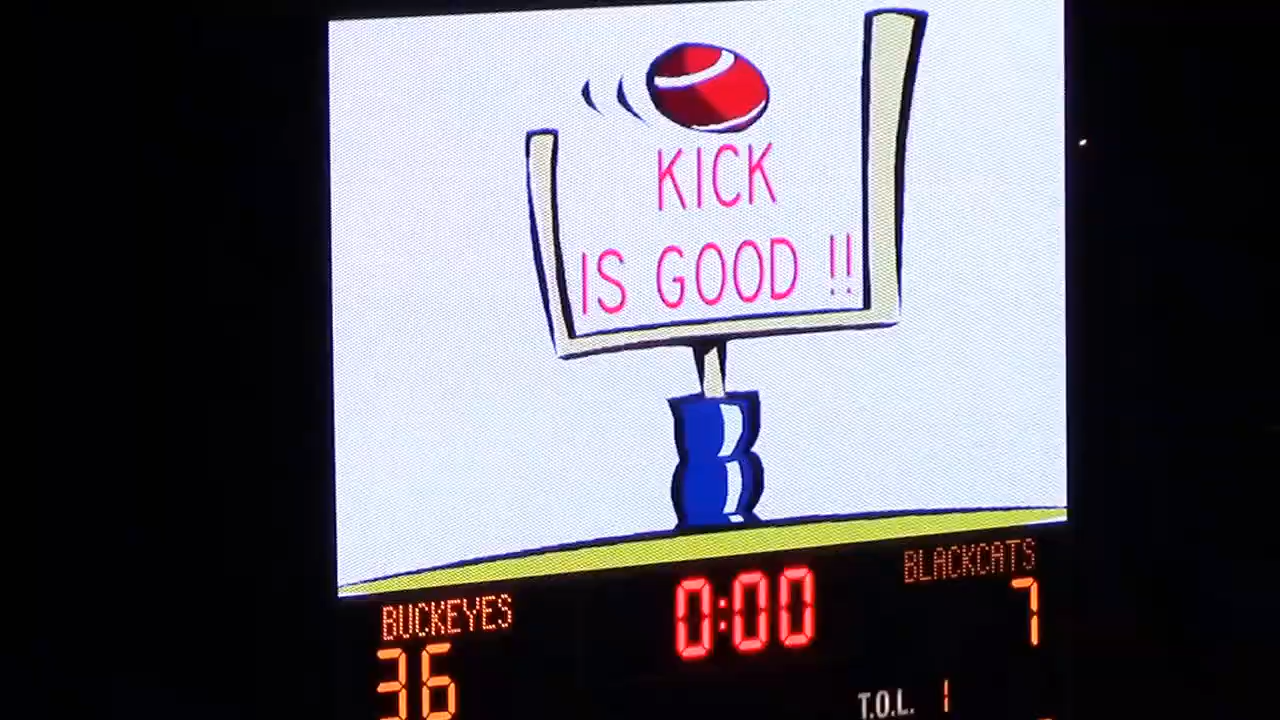 KICK
IS GOOD !!
BLACKCATS
BUCKEYES
0:00
7
36
T.O.L. 1